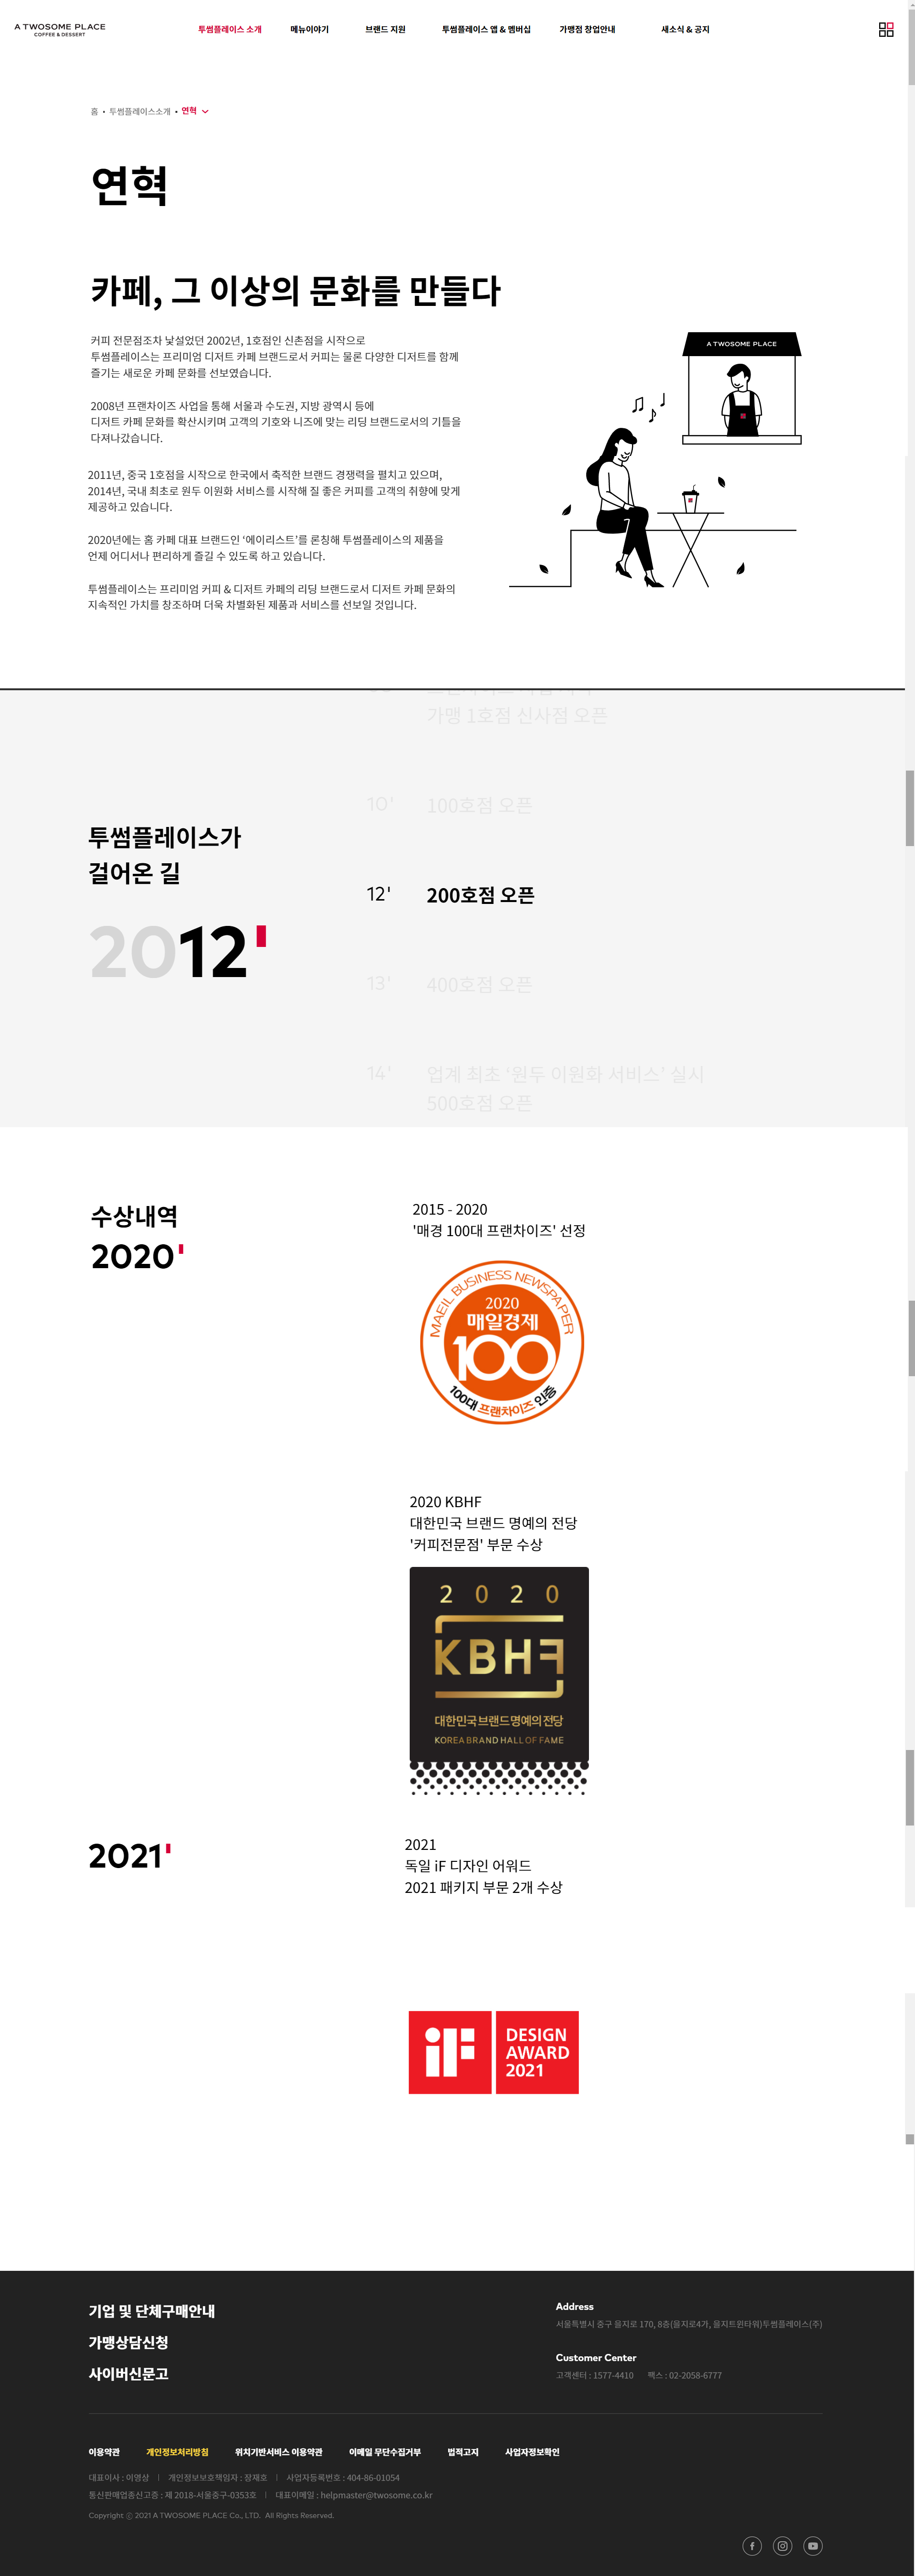 A TWOSOME PLACE
COFFEE & DESSERT
투썸플레이스 소개
메뉴이야기
브랜드 지원
투썸플레이스 앱 & 멤버십
가맹점 창업안내
새소식 & 공지
홈 • 투썸플레이스소개 • 연혁
연혁
카페, 그 이상의 문화를 만들다
커피 전문점조차 낯설었던 2002년, 1호점인 신촌점을 시작으로
투썸플레이스는 프리미엄 디저트 카페 브랜드로서 커피는 물론 다양한 디저트를 함께
즐기는 새로운 카페 문화를 선보였습니다.
2008년 프랜차이즈 사업을 통해 서울과 수도권, 지방 광역시 등에
디저트 카페 문화를 확산시키며 고객의 기호와 니즈에 맞는 리딩 브랜드로서의 기틀을
다져나갔습니다.
2011년, 중국 1호점을 시작으로 한국에서 축적한 브랜드 경쟁력을 펼치고 있으며,
2014년, 국내 최초로 원두 이원화 서비스를 시작해 질 좋은 커피를 고객의 취향에 맞게
제공하고 있습니다.
2020년에는 홈 카페 대표 브랜드인 ‘에이리스트’를 론칭해 투썸플레이스의 제품을
언제 어디서나 편리하게 즐길 수 있도록 하고 있습니다.
투썸플레이스는 프리미엄 커피 & 디저트 카페의 리딩 브랜드로서 디저트 카페 문화의
지속적인 가치를 창조하며 더욱 차별화된 제품과 서비스를 선보일 것입니다.
A TWOSOME PLACE
가맹 1호점 신사점 오픈
10' 100호점 오픈
투썸플레이스가
걸어온 길
2012'
12' 200호점 오픈
13' 400호점 오픈
14' 업계 최초 ‘원두 이원화 서비스’ 실시
500호점 오픈
수상내역
2020'
2015 - 2020
'매경 100대 프랜차이즈' 선정
MAEIL BUSINESS NEWSPAPER
2020
매일경제
100
100대 프랜차이즈 인증
2020 KBHF
대한민국 브랜드 명예의 전당
'커피전문점' 부문 수상
2020
KBHF
대한민국브랜드명예의전당
KOREA BRAND HALL OF FAME
2021'
2021
독일 iF 디자인 어워드
2021 패키지 부문 2개 수상
iF
DESIGN
AWARD
2021
기업 및 단체구매안내
가맹상담신청
사이버신문고
Address
서울특별시 중구 을지로 170, 8층(을지로4가, 을지트윈타워)투썸플레이스(주)
Customer Center
고객센터 : 1577-4410 팩스 : 02-2058-6777
이용약관
개인정보처리방침
위치기반서비스 이용약관
이메일 무단수집거부
법적고지
사업자정보확인
대표이사 : 이영상 | 개인정보보호책임자 : 장재호 | 사업자등록번호 : 404-86-01054
통신판매업종신고증 : 제 2018-서울중구-0353호 | 대표이메일 : helpmaster@twosome.co.kr
Copyright ⓒ 2021 A TWOSOME PLACE Co., LTD. All Rights Reserved.